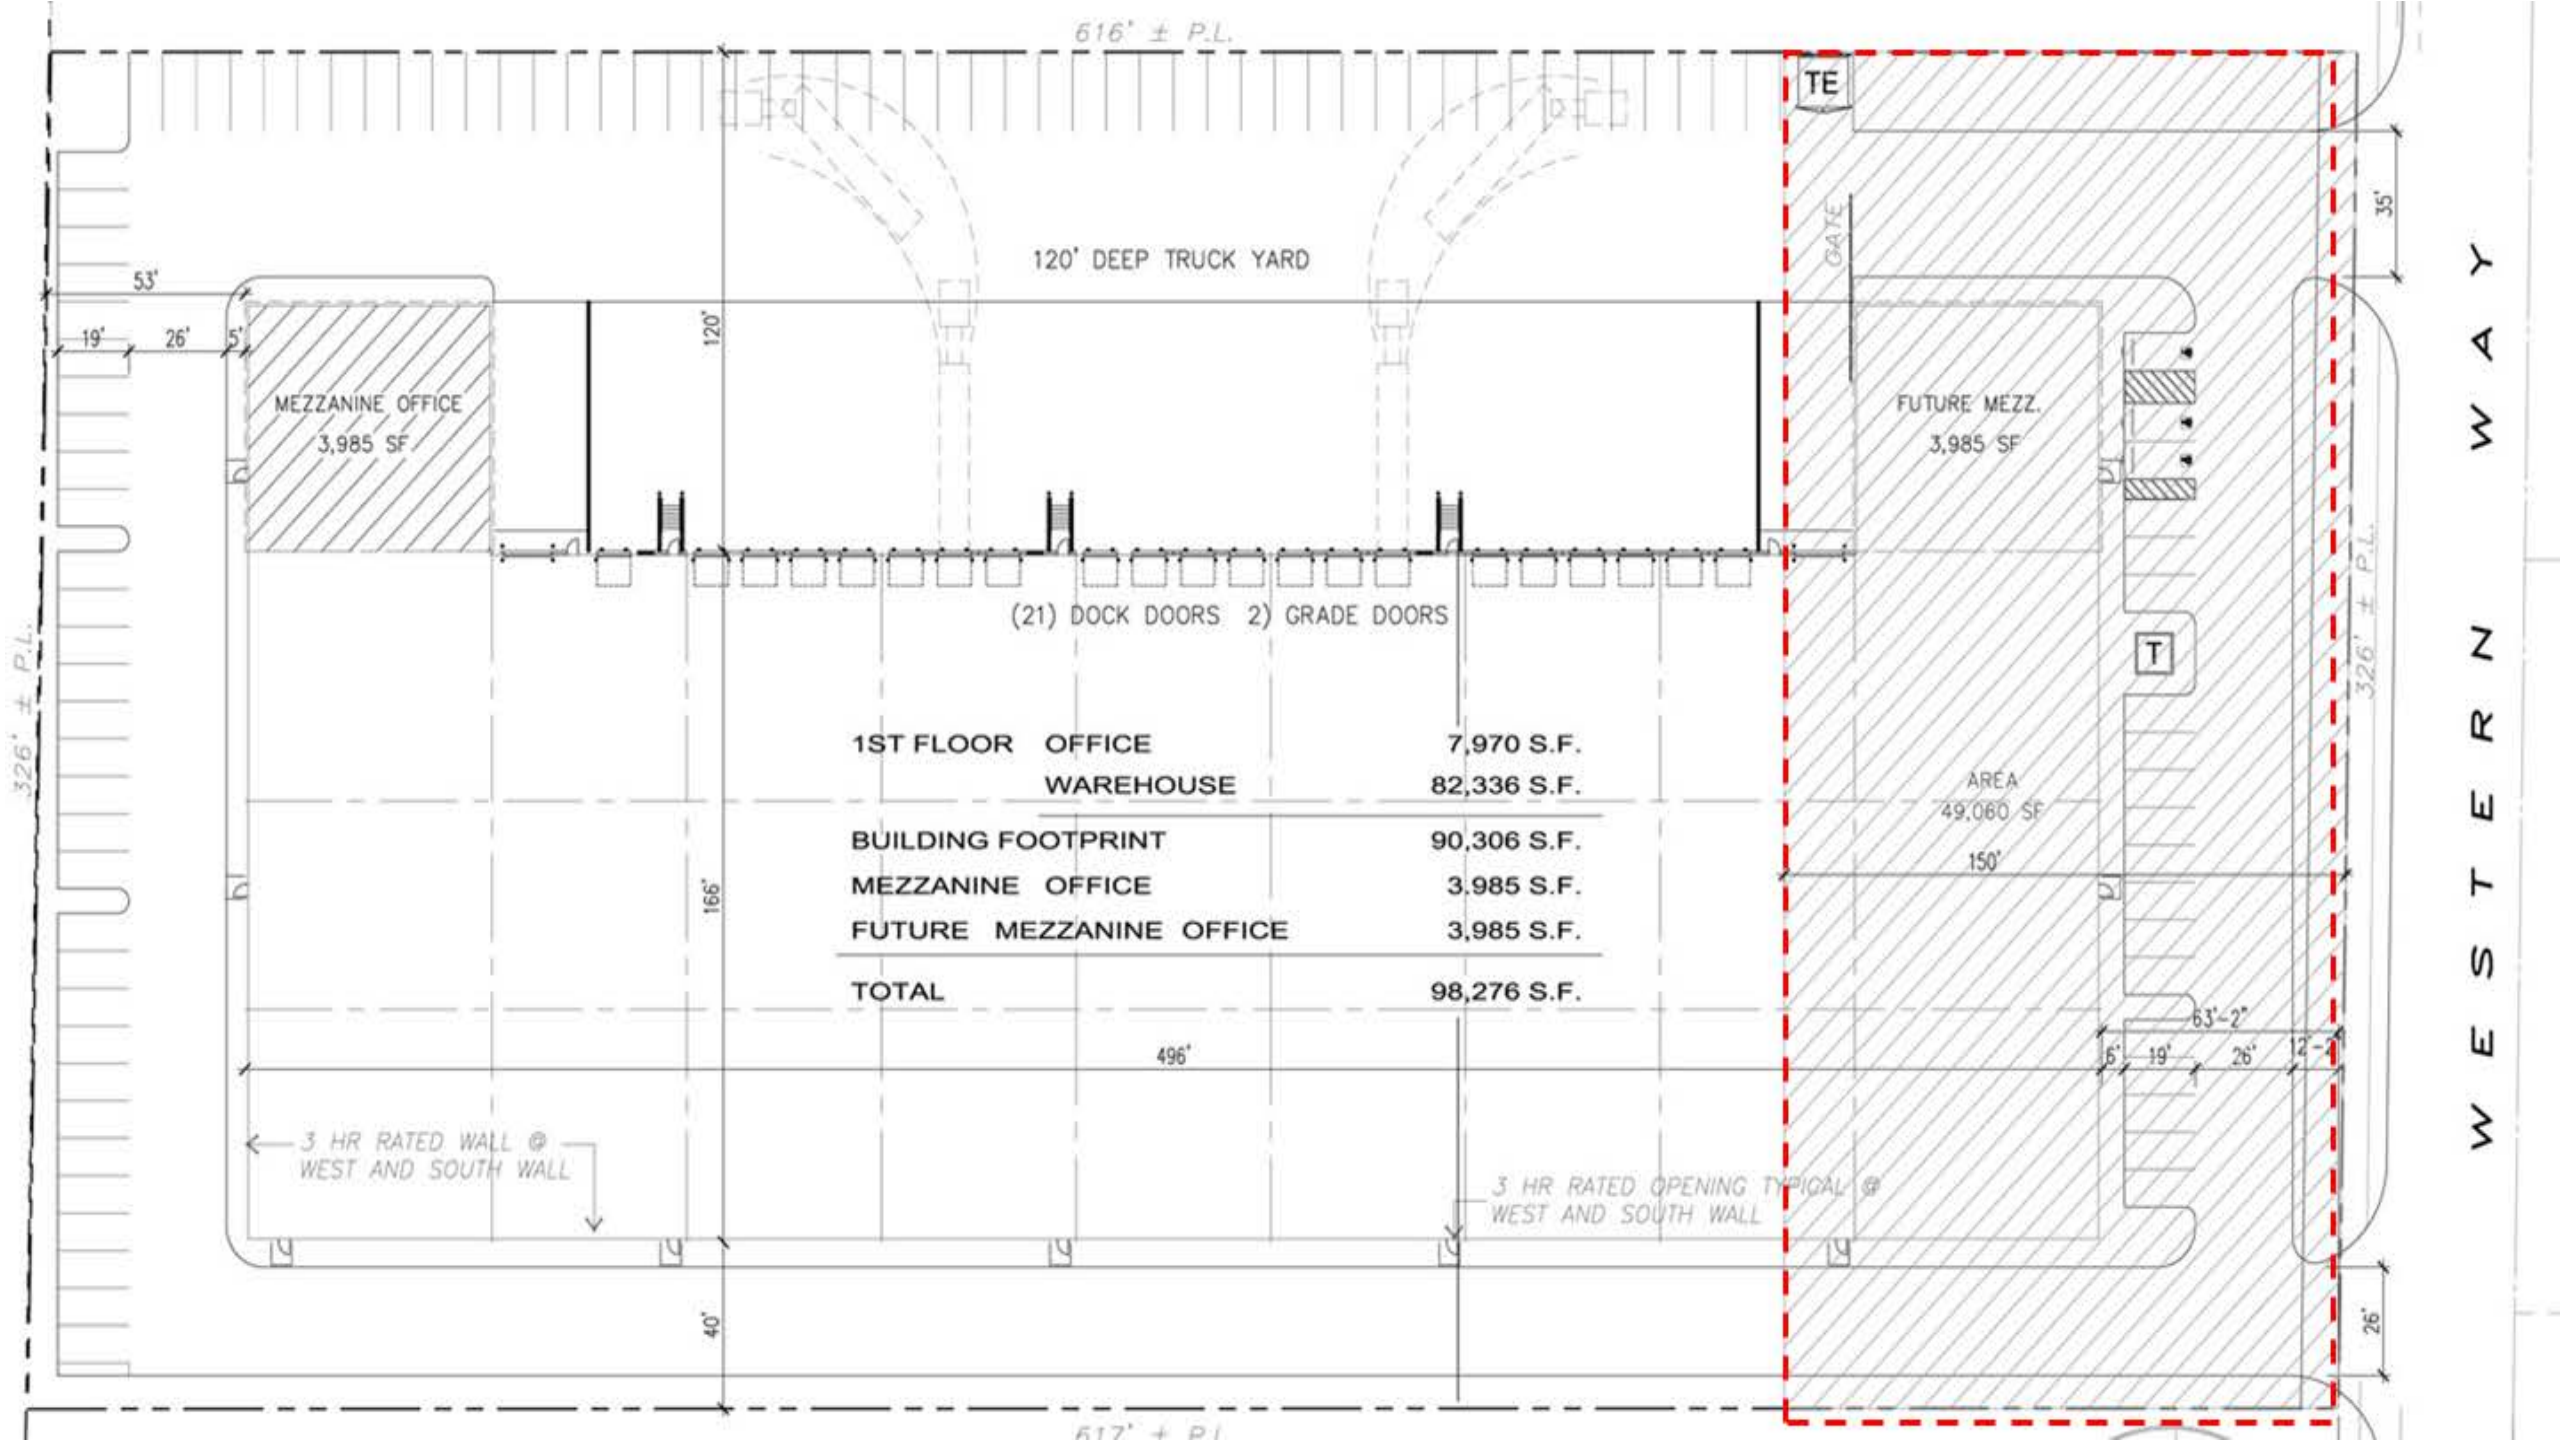 616' ± P.L.
TE
35'
GATE
120' DEEP TRUCK YARD
53'
19'
26'
5'
120'
MEZZANINE OFFICE
3,985 SF
FUTURE MEZZ.
3,985 SF
WESTERN WAY
326' ± P.L.
326' ± P.L.
(21) DOCK DOORS 2) GRADE DOORS
T
1ST FLOOR OFFICE 7,970 S.F.
WAREHOUSE 82,336 S.F.
BUILDING FOOTPRINT 90,306 S.F.
MEZZANINE OFFICE 3.985 S.F.
FUTURE MEZZANINE OFFICE 3,985 S.F.
TOTAL 98,276 S.F.
AREA
49,060 SF
150'
166'
63'-2"
496'
6'
19'
26'
3 HR RATED WALL @
WEST AND SOUTH WALL
3 HR RATED OPENING TYPICAL @
WEST AND SOUTH WALL
40'
26'
617' ± P.L.